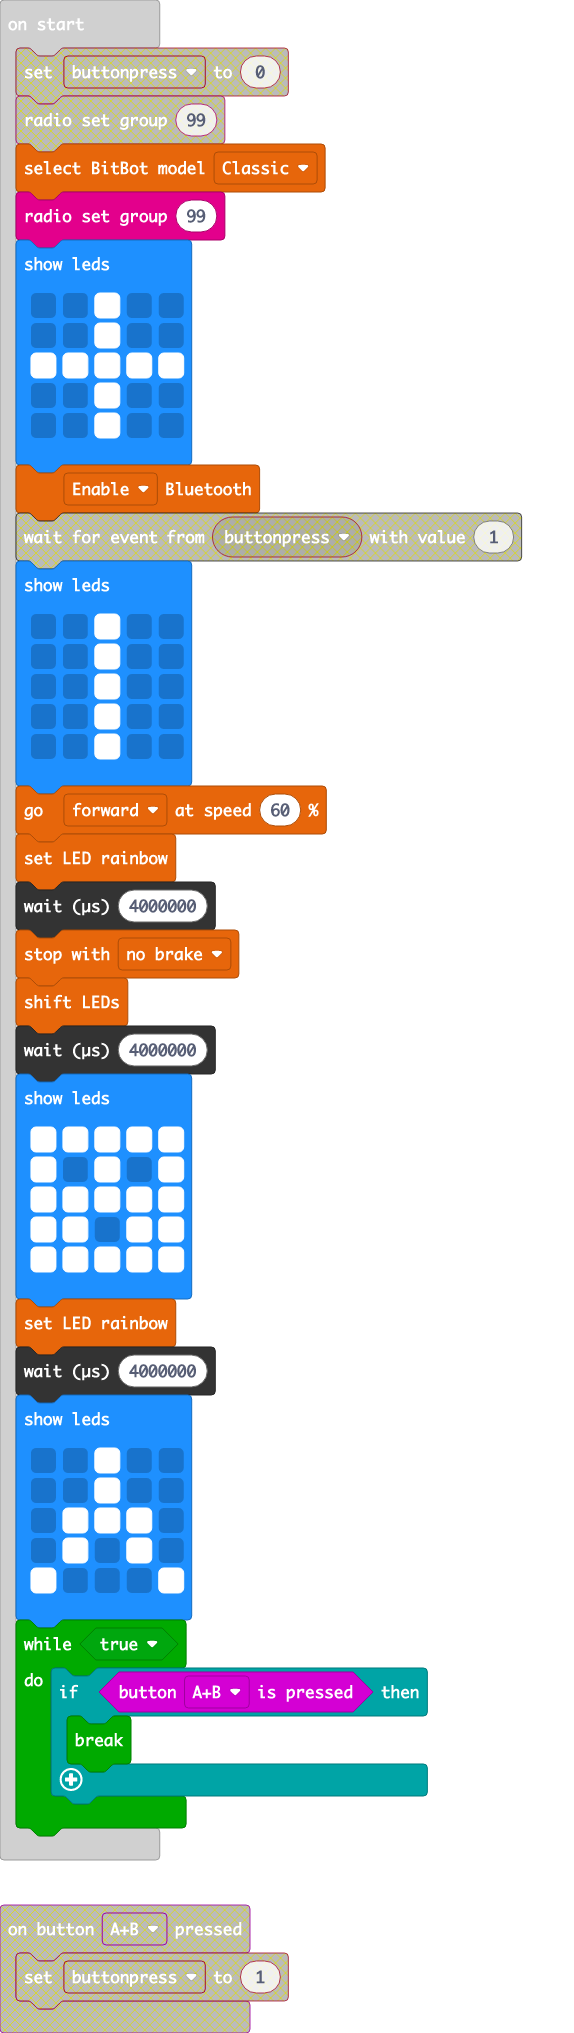 on start
set buttonpress to 0
radio set group 99
select BitBot model Classic
radio set group 99
show leds
Enable Bluetooth
wait for event from buttonpress with value 1
show leds
go forward at speed 60 %
set LED rainbow
wait (µs) 4000000
stop with no brake
shift LEDs
wait (µs) 4000000
show leds
set LED rainbow
wait (µs) 4000000
show leds
while true
do
if button A+B is pressed then
break
on button A+B pressed
set buttonpress to 1